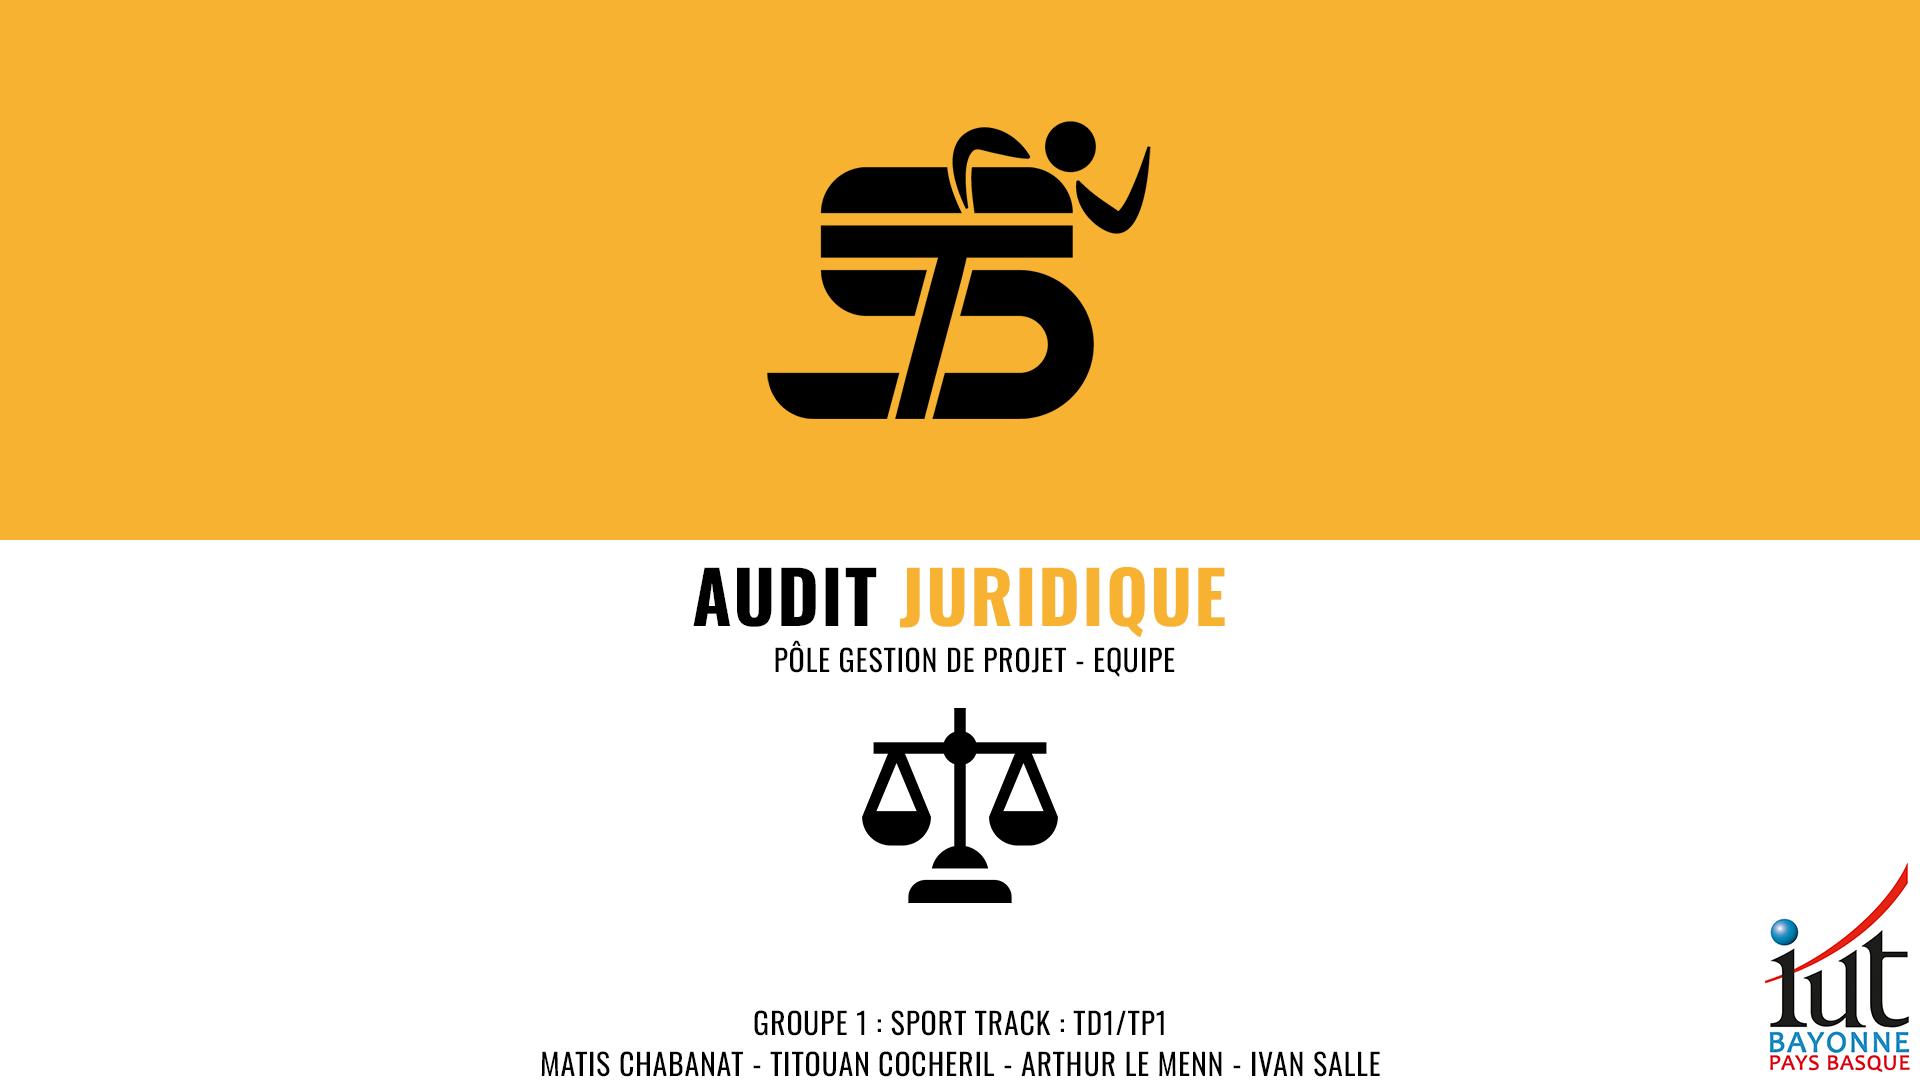 ST
AUDIT JURIDIQUE
PÔLE GESTION DE PROJET - EQUIPE
GROUPE 1 : SPORT TRACK : TD1/TP1
MATIS CHABANAT - TITOUAN COCHERIL - ARTHUR LE MENN - IVAN SALLE
iut
BAYONNE
PAYS BASQUE